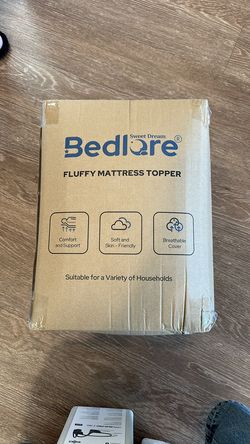 Sweet Dream
Bedlore®
FLUFFY MATTRESS TOPPER
Comfort
and Support
Soft and
Skin - Friendly
Breathable
Cover
Suitable for a Variety of Households